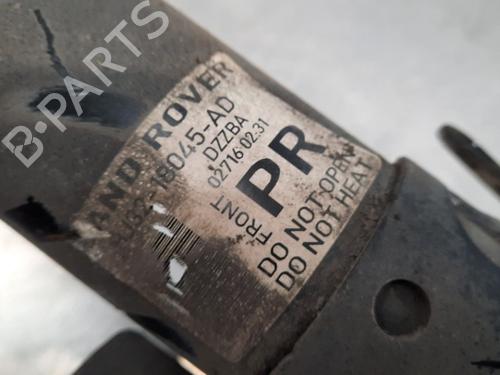 LAND ROVER
18045-AD
DZZBA
02716 02.31
FRONT PR
DO NOT OPEN
DO NOT HEAT
B-PARTS